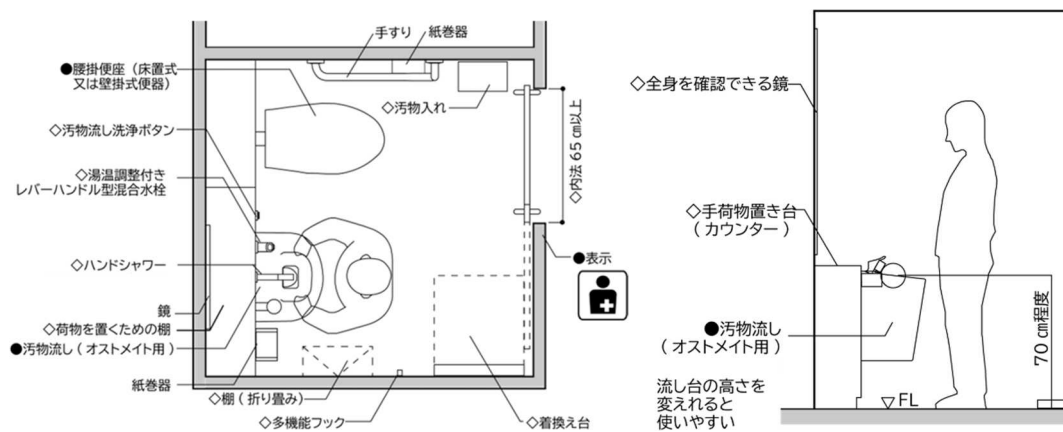 手すり
紙巻器
●腰掛便座（床置式
又は壁掛式便器）
◇汚物入れ
◇汚物流し洗浄ボタン
◇内法 65 ㎝以上
◇湯温調整付き
レバーハンドル型混合水栓
●表示
◇ハンドシャワー
鏡
◇荷物を置くための棚
●汚物流し（オストメイト用）
紙巻器
◇棚（折り畳み）
◇多機能フック
◇着換え台
◇全身を確認できる鏡
◇手荷物置き台
（カウンター）
●汚物流し
（オストメイト用）
70 ㎝程度
流し台の高さを
変えれると
使いやすい
FL